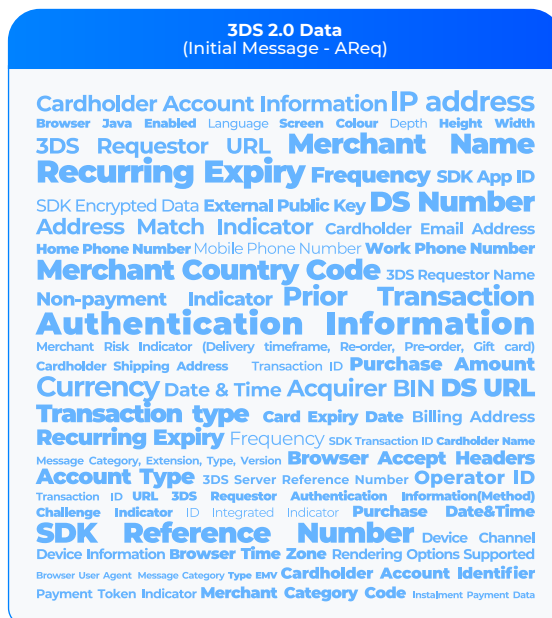 3DS 2.0 Data
(Initial Message - AReq)
Cardholder Account Information IP address
Browser Java Enabled Language Screen Colour Depth Height Width
3DS Requestor URL Merchant Name
Recurring Expiry Frequency SDK App ID
SDK Encrypted Data External Public Key DS Number
Address Match Indicator Cardholder Email Address
Home Phone Number Mobile Phone Number Work Phone Number
Merchant Country Code 3DS Requestor Name
Non-payment Indicator Prior Transaction
Authentication Information
Merchant Risk Indicator (Delivery timeframe, Re-order, Pre-order, Gift card)
Cardholder Shipping Address Transaction ID Purchase Amount
Currency Date & Time Acquirer BIN DS URL
Transaction type Card Expiry Date Billing Address
Recurring Expiry Frequency SDK Transaction ID Cardholder Name
Message Category, Extension, Type, Version Browser Accept Headers
Account Type 3DS Server Reference Number Operator ID
Transaction ID URL 3DS Requestor Authentication Information(Method)
Challenge Indicator ID Integrated Indicator Purchase Date&Time
SDK Reference Number Device Channel
Device Information Browser Time Zone Rendering Options Supported
Browser User Agent Message Category Type EMV Cardholder Account Identifier
Payment Token Indicator Merchant Category Code Instalment Payment Data